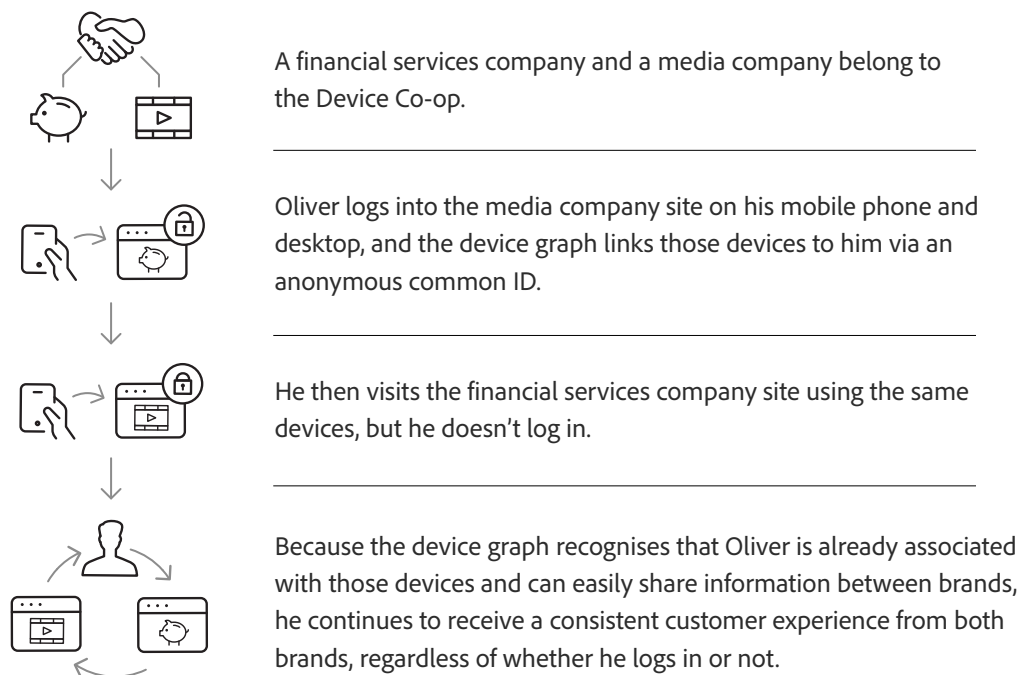 A financial services company and a media company belong to
the Device Co-op.
Oliver logs into the media company site on his mobile phone and
desktop, and the device graph links those devices to him via an
anonymous common ID.
He then visits the financial services company site using the same
devices, but he doesn’t log in.
Because the device graph recognises that Oliver is already associated
with those devices and can easily share information between brands,
he continues to receive a consistent customer experience from both
brands, regardless of whether he logs in or not.